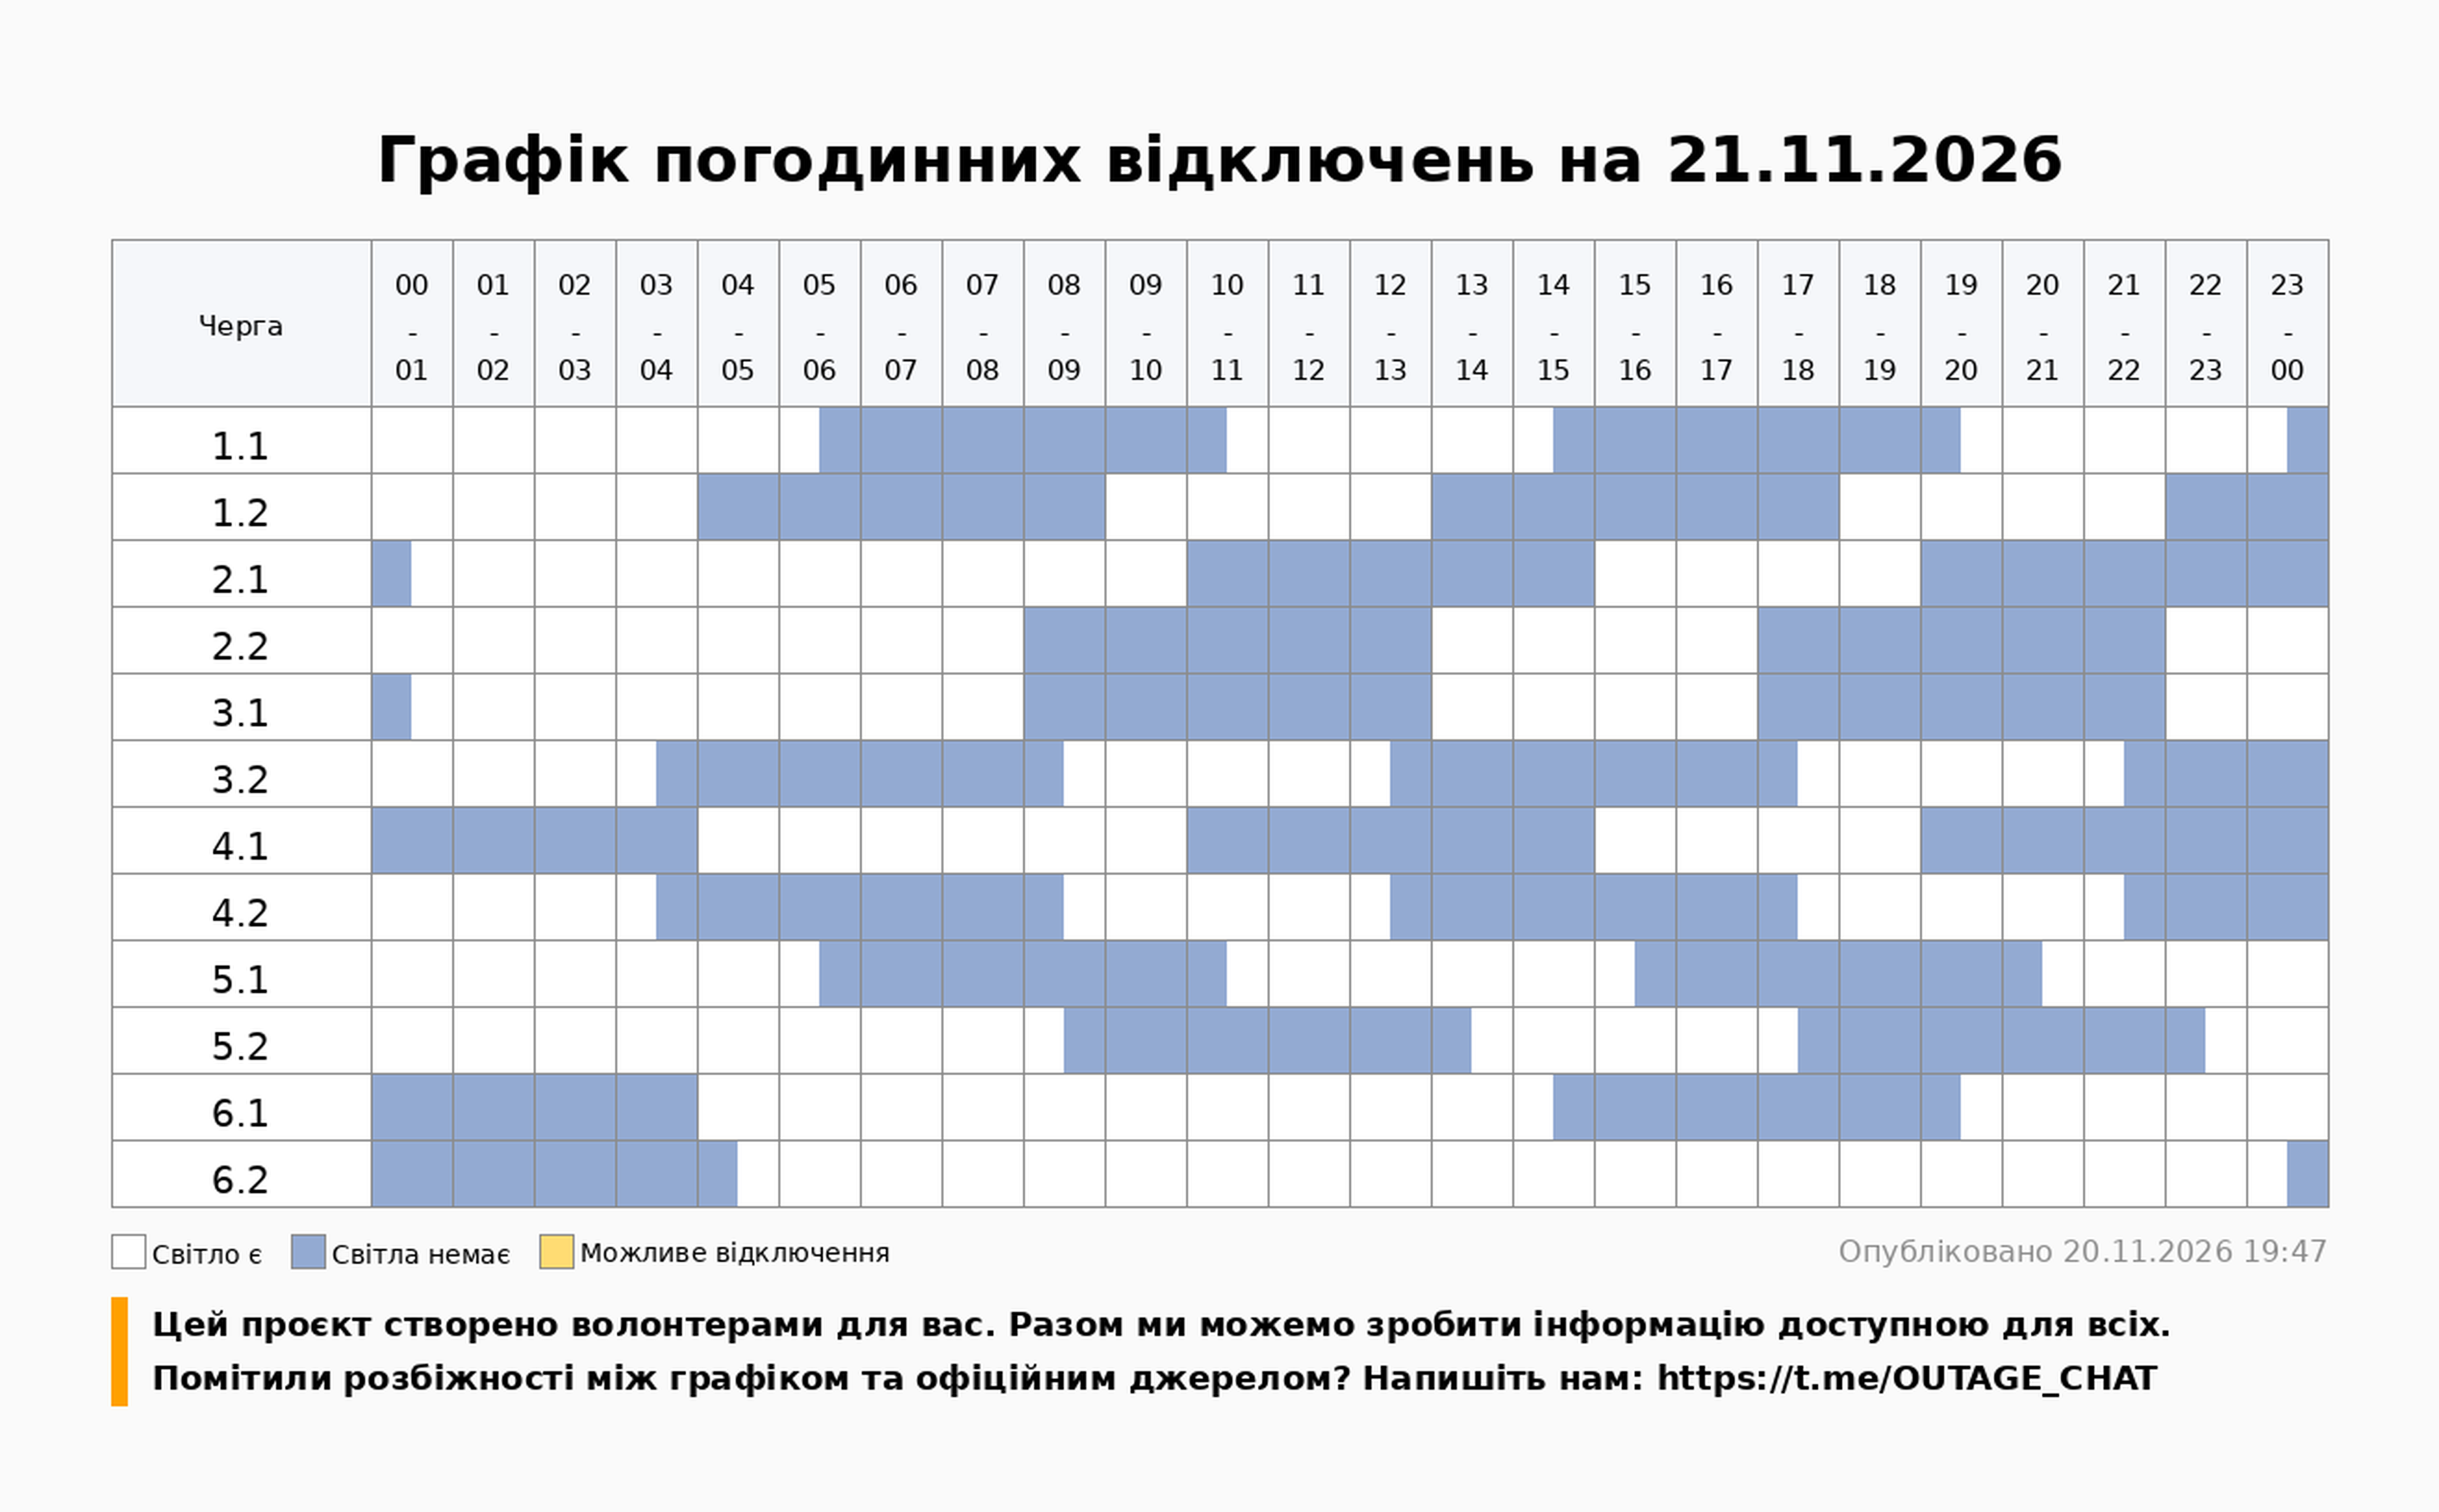 Графік погодинних відключень на 21.11.2026
Черга 00 - 01 01 - 02 02 - 03 03 - 04 04 - 05 05 - 06 06 - 07 07 - 08 08 - 09 09 - 10 10 - 11 11 - 12 12 - 13 13 - 14 14 - 15 15 - 16 16 - 17 17 - 18 18 - 19 19 - 20 20 - 21 21 - 22 22 - 23 23 - 00
1.1
1.2
2.1
2.2
3.1
3.2
4.1
4.2
5.1
5.2
6.1
6.2
Світло є Світла немає Можливе відключення Опубліковано 20.11.2026 19:47
Цей проєкт створено волонтерами для вас. Разом ми можемо зробити інформацію доступною для всіх.
Помітили розбіжності між графіком та офіційним джерелом? Напишіть нам: https://t.me/OUTAGE_CHAT